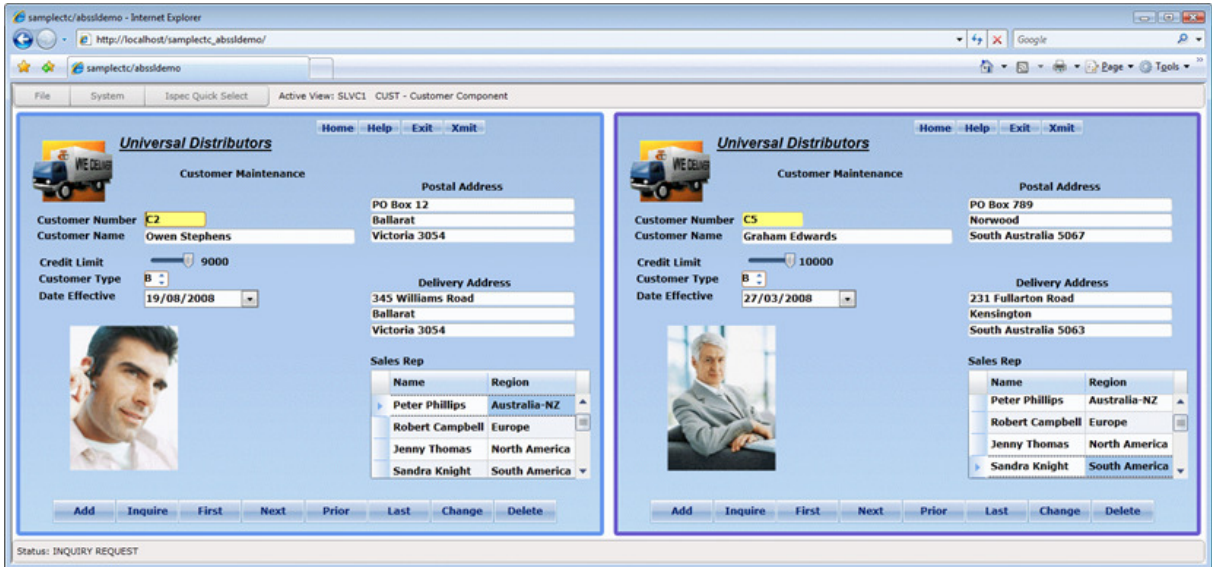 samplectc/abssldemo - Internet Explorer
http://localhost/samplectc_abssldemo/
Google
samplectc/abssldemo
Page Tools
File System Ispec Quick Select Active View: SLVC1 CUST - Customer Component
Home Help Exit Xmit
Universal Distributors
WE DELIVER
Customer Maintenance
Postal Address
PO Box 12
Customer Number C2
Ballarat
Customer Name Owen Stephens
Victoria 3054
Credit Limit 9000
Customer Type B
Delivery Address
Date Effective 19/08/2008
345 Williams Road
Ballarat
Victoria 3054
Sales Rep
Name Region
Peter Phillips Australia-NZ
Robert Campbell Europe
Jenny Thomas North America
Sandra Knight South America
Add Inquire First Next Prior Last Change Delete
Home Help Exit Xmit
Universal Distributors
WE DELIVER
Customer Maintenance
Postal Address
PO Box 789
Customer Number C5
Norwood
Customer Name Graham Edwards
South Australia 5067
Credit Limit 10000
Customer Type B
Delivery Address
Date Effective 27/03/2008
231 Fullarton Road
Kensington
South Australia 5063
Sales Rep
Name Region
Peter Phillips Australia-NZ
Robert Campbell Europe
Jenny Thomas North America
Sandra Knight South America
Add Inquire First Next Prior Last Change Delete
Status: INQUIRY REQUEST